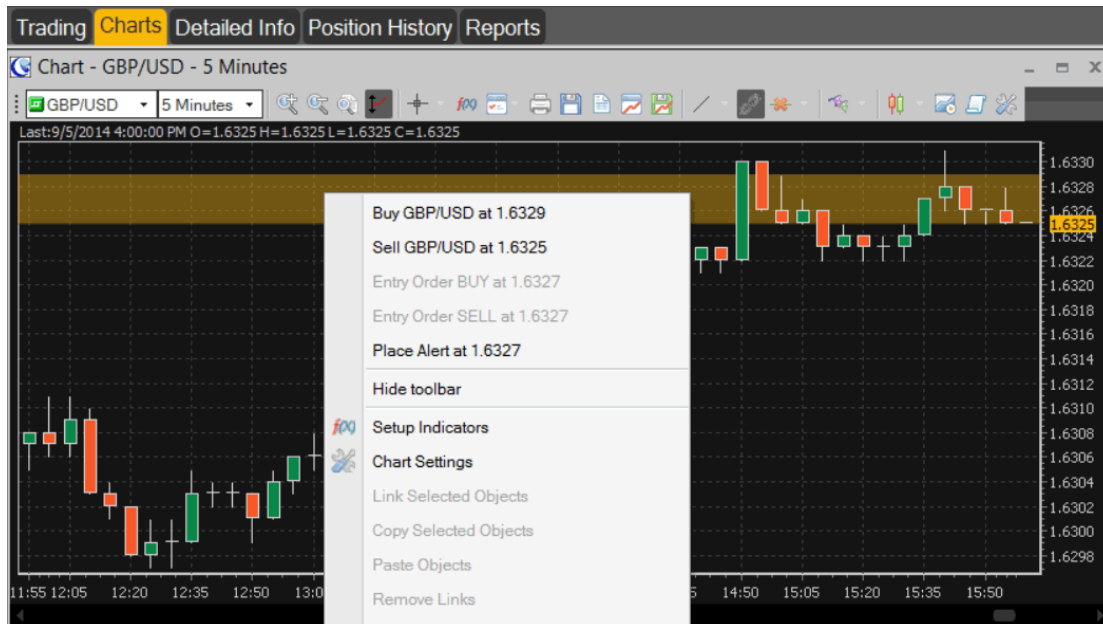 Trading Charts Detailed Info Position History Reports
Chart - GBP/USD - 5 Minutes
GBP/USD 5 Minutes f(x)
Last:9/5/2014 4:00:00 PM O=1.6325 H=1.6325 L=1.6325 C=1.6325
1.6330
1.6328
1.6326
1.6325
1.6324
1.6322
1.6320
1.6318
1.6316
1.6314
1.6312
1.6310
1.6308
1.6306
1.6304
1.6302
1.6300
1.6298
Buy GBP/USD at 1.6329
Sell GBP/USD at 1.6325
Entry Order BUY at 1.6327
Entry Order SELL at 1.6327
Place Alert at 1.6327
Hide toolbar
f(x) Setup Indicators
Chart Settings
Link Selected Objects
Copy Selected Objects
Paste Objects
Remove Links
11:55 12:05 12:20 12:35 12:50 13:0 5 14:50 15:05 15:20 15:35 15:50